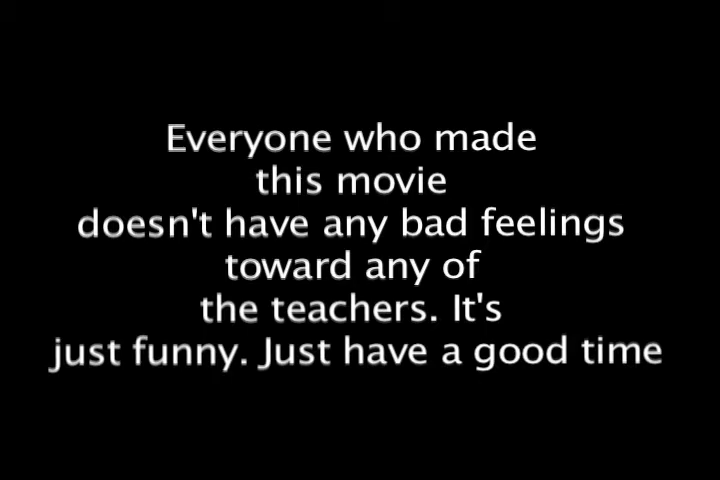 Everyone who made
this movie
doesn't have any bad feelings
toward any of
the teachers. It's
just funny. Just have a good time